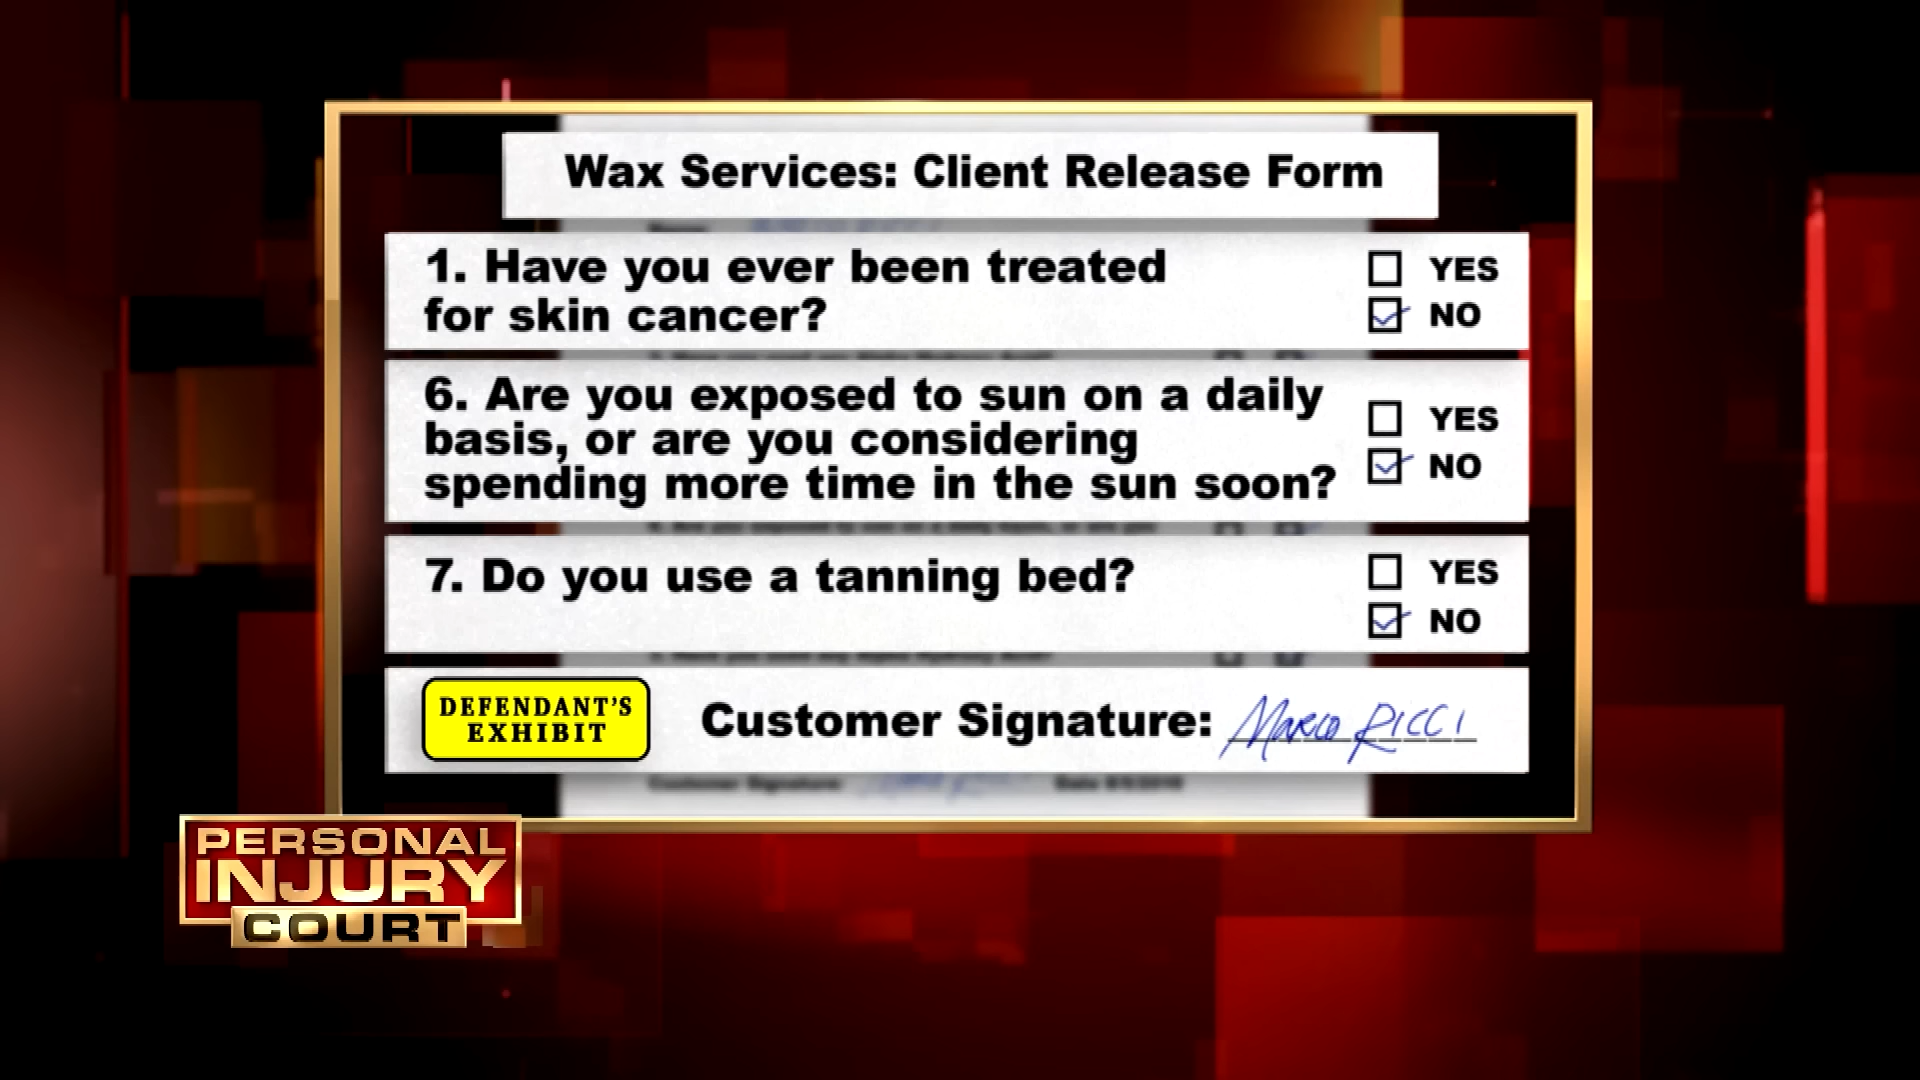 Wax Services: Client Release Form
1. Have you ever been treated
for skin cancer?
YES
NO
6. Are you exposed to sun on a daily
basis, or are you considering
spending more time in the sun soon?
YES
NO
7. Do you use a tanning bed?
YES
NO
DEFENDANT'S
EXHIBIT
Customer Signature: Marco Ricci
Customer Signature:
PERSONAL
INJURY
COURT